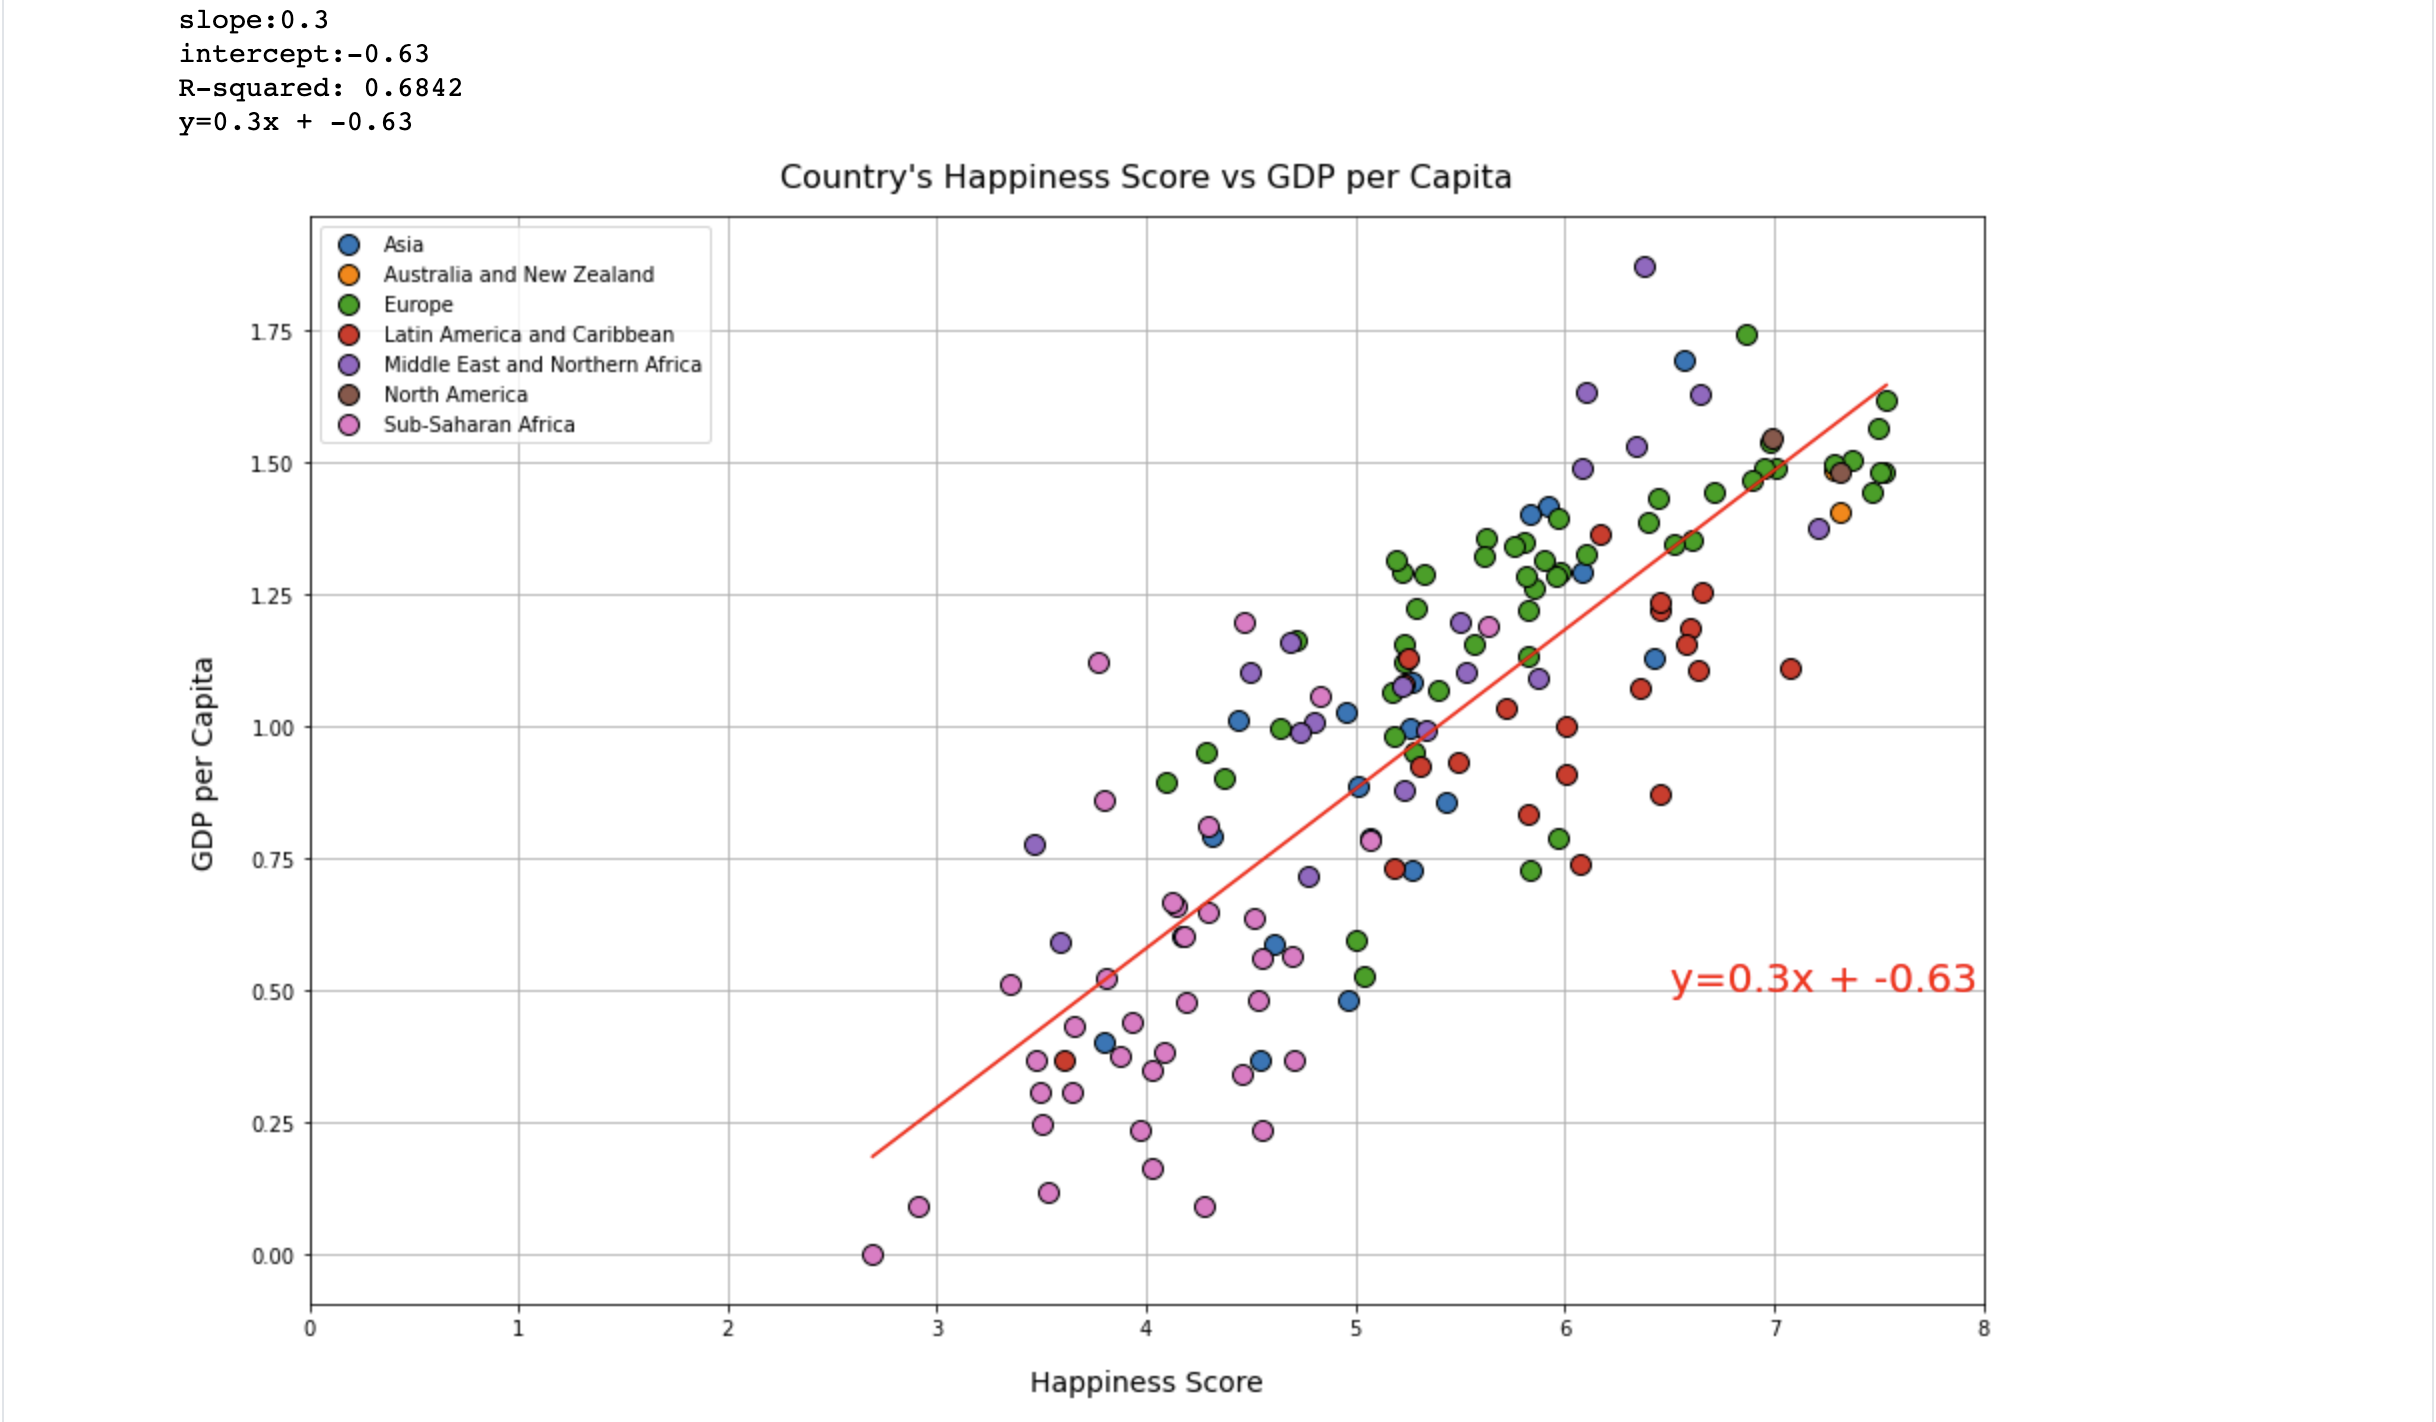 slope:0.3
intercept:-0.63
R-squared: 0.6842
y=0.3x + -0.63
Country's Happiness Score vs GDP per Capita
Asia
Australia and New Zealand
Europe
Latin America and Caribbean
Middle East and Northern Africa
North America
Sub-Saharan Africa
GDP per Capita
1.75
1.50
1.25
1.00
0.75
0.50
0.25
0.00
y=0.3x + -0.63
0 1 2 3 4 5 6 7 8
Happiness Score